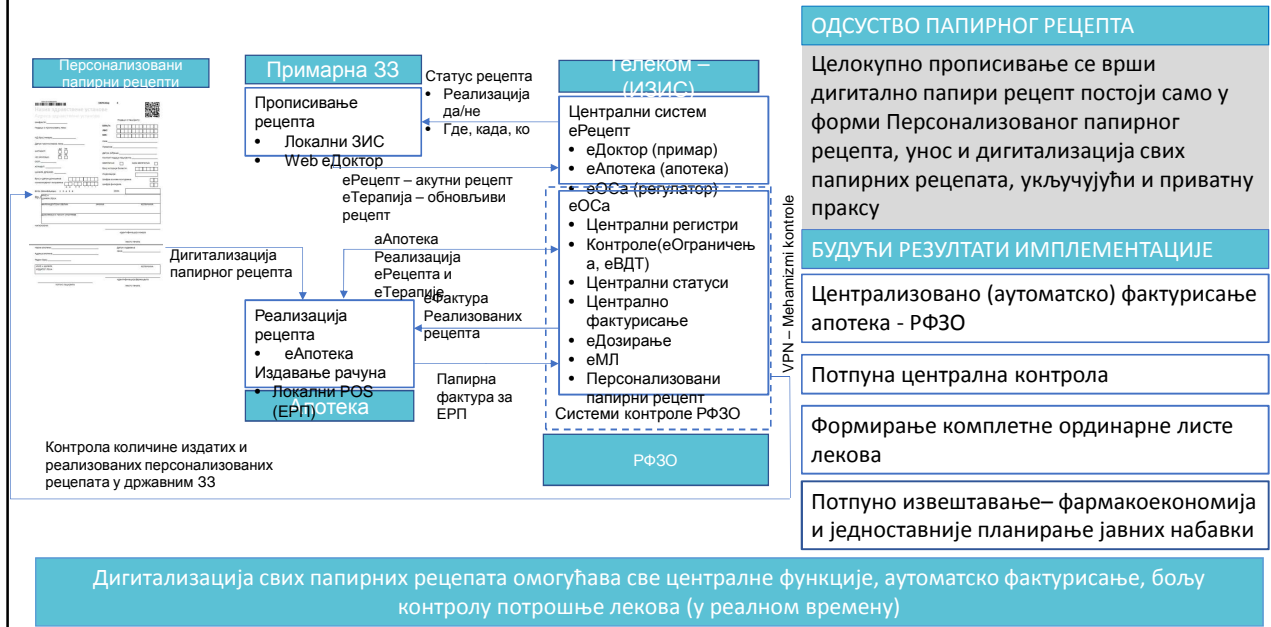 Персонализовани
папирни рецепти
Примарна ЗЗ
Прописивање
рецепта
• Локални ЗИС
• Web еДоктор
Статус рецепта
• Реализација
да/не
• Где, када, ко
еРецепт – акутни рецепт
еТерапија – обновљиви
рецепт
Телеком –
(ИЗИС)
Централни систем
еРецепт
• еДоктор (примар)
• еАпотека (апотека)
• еОСа (регулатор)
еОСа
• Централни регистри
• Контроле(еОграничењ
а, еВДТ)
• Централни статуси
• Централно
фактурисање
• еДозирање
• еМЛ
• Персонализовани
папирни рецепт
Системи контроле РФЗО
РФЗО
VPN – Mehamizmi kontrole
Дигитализација
папирног рецепта
аАпотека
Реализација
еРецепта и
еТерапије
еФактура
Реализованих
рецепта
Реализација
рецепта
• еАпотека
Издавање рачуна
• Локални POS
(ЕРП)
Апотека
Папирна
фактура за
ЕРП
Контрола количине издатих и
реализованих персонализованих
рецепата у државним ЗЗ
ОДСУСТВО ПАПИРНОГ РЕЦЕПТА
Целокупно прописивање се врши
дигитално папири рецепт постоји само у
форми Персонализованог папирног
рецепта, унос и дигитализација свих
папирних рецепата, укључујући и приватну
праксу
БУДУЋИ РЕЗУЛТАТИ ИМПЛЕМЕНТАЦИЈЕ
Централизовано (аутоматско) фактурисање
апотека - РФЗО
Потпуна централна контрола
Формирање комплетне ординарне листе
лекова
Потпуно извештавање– фармакоекономија
и једноставније планирање јавних набавки
Дигитализација свих папирних рецепата омогућава све централне функције, аутоматско фактурисање, бољу
контролу потрошње лекова (у реалном времену)